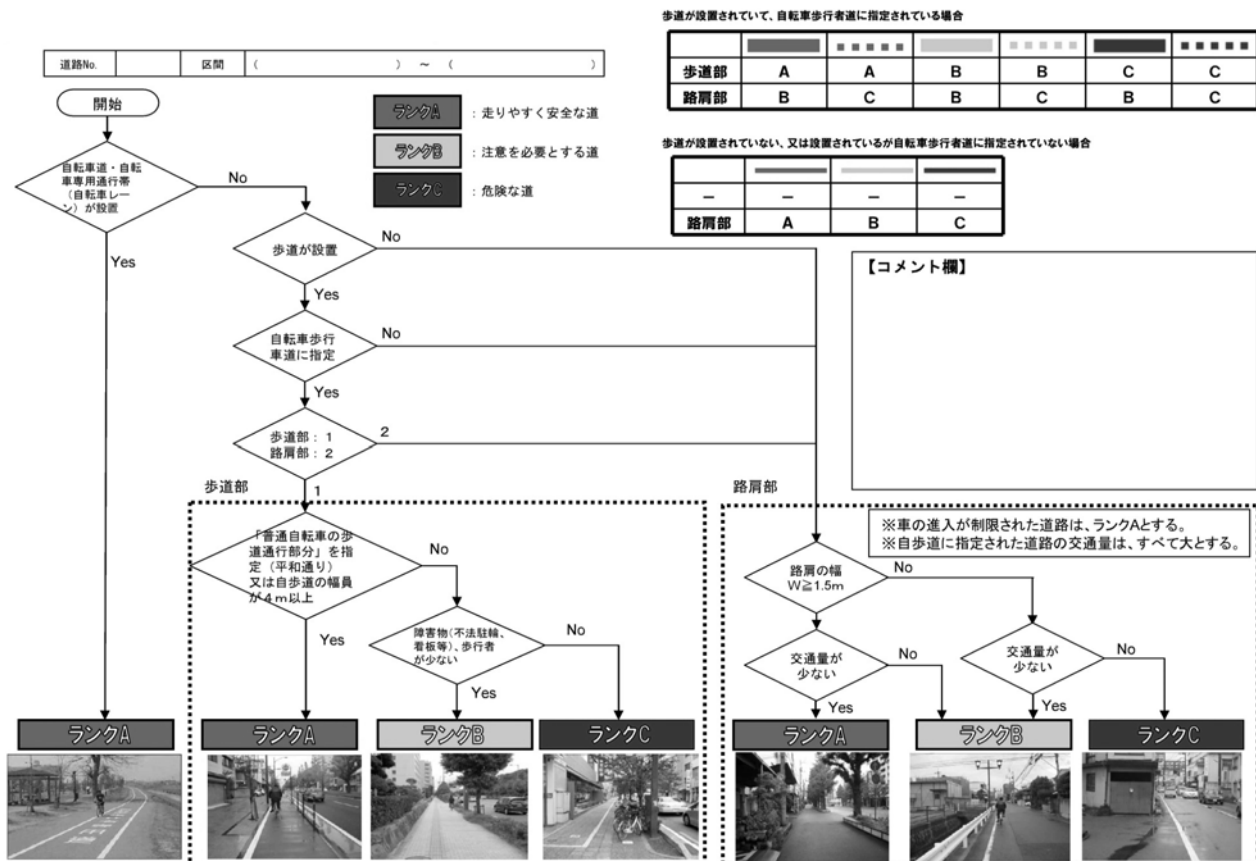 歩道が設置されていて、自転車歩行者道に指定されている場合
歩道部 A A B B C C
路肩部 B C B C B C
歩道が設置されていない、又は設置されているが自転車歩行者道に指定されていない場合
－ － － －
路肩部 A B C
道路No. 区間 （ ） ～ （ ）
開始
ランクA ：走りやすく安全な道
ランクB ：注意を必要とする道
ランクC ：危険な道
自転車道・自転
車専用通行帯
（自転車レー
ン）が設置
No
Yes
歩道が設置
No
Yes
自転車歩行
車道に指定
No
Yes
歩道部：1
路肩部：2
2
1
【コメント欄】
歩道部
「普通自転車の歩
道通行部分」を指
定（平和通り）
又は自歩道の幅員
が4m以上
No
Yes
障害物(不法駐輪、
看板等)、歩行者
が少ない
No
Yes
路肩部
※車の進入が制限された道路は、ランクAとする。
※自歩道に指定された道路の交通量は、すべて大とする。
路肩の幅
W≧1.5m
No
交通量が
少ない
No
Yes
交通量が
少ない
No
Yes
ランクA
ランクA
ランクB
ランクC
ランクA
ランクB
ランクC